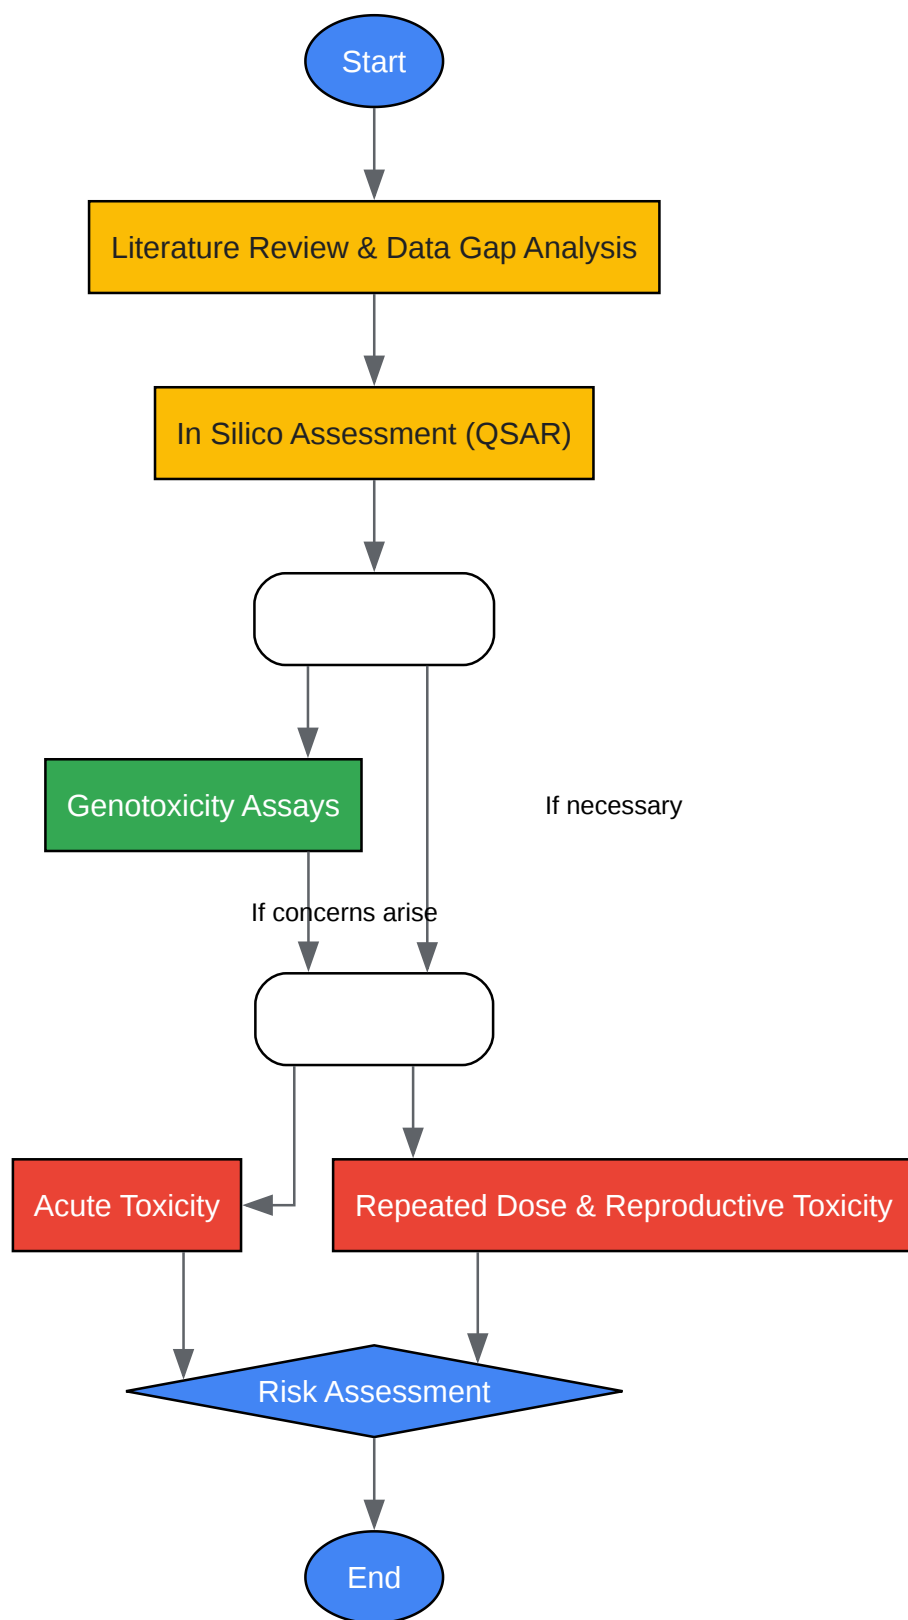 Start
Literature Review & Data Gap Analysis
In Silico Assessment (QSAR)
Genotoxicity Assays
If necessary
If concerns arise
Acute Toxicity
Repeated Dose & Reproductive Toxicity
Risk Assessment
End